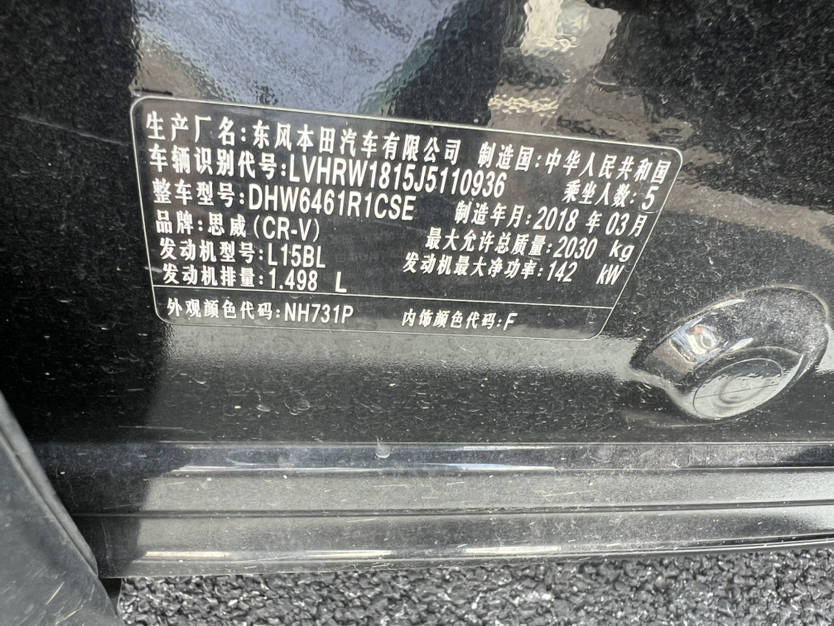 生产厂名:东风本田汽车有限公司 制造国:中华人民共和国
车辆识别代号:LVHRW1815J5110936 乘坐人数:5
整车型号:DHW6461R1CSE 制造年月:2018 年 03月
品牌:思威(CR-V) 最大允许总质量:2030 kg
发动机型号:L15BL 发动机最大净功率:142 kW
发动机排量:1.498 L
外观颜色代码:NH731P 内饰颜色代码:F